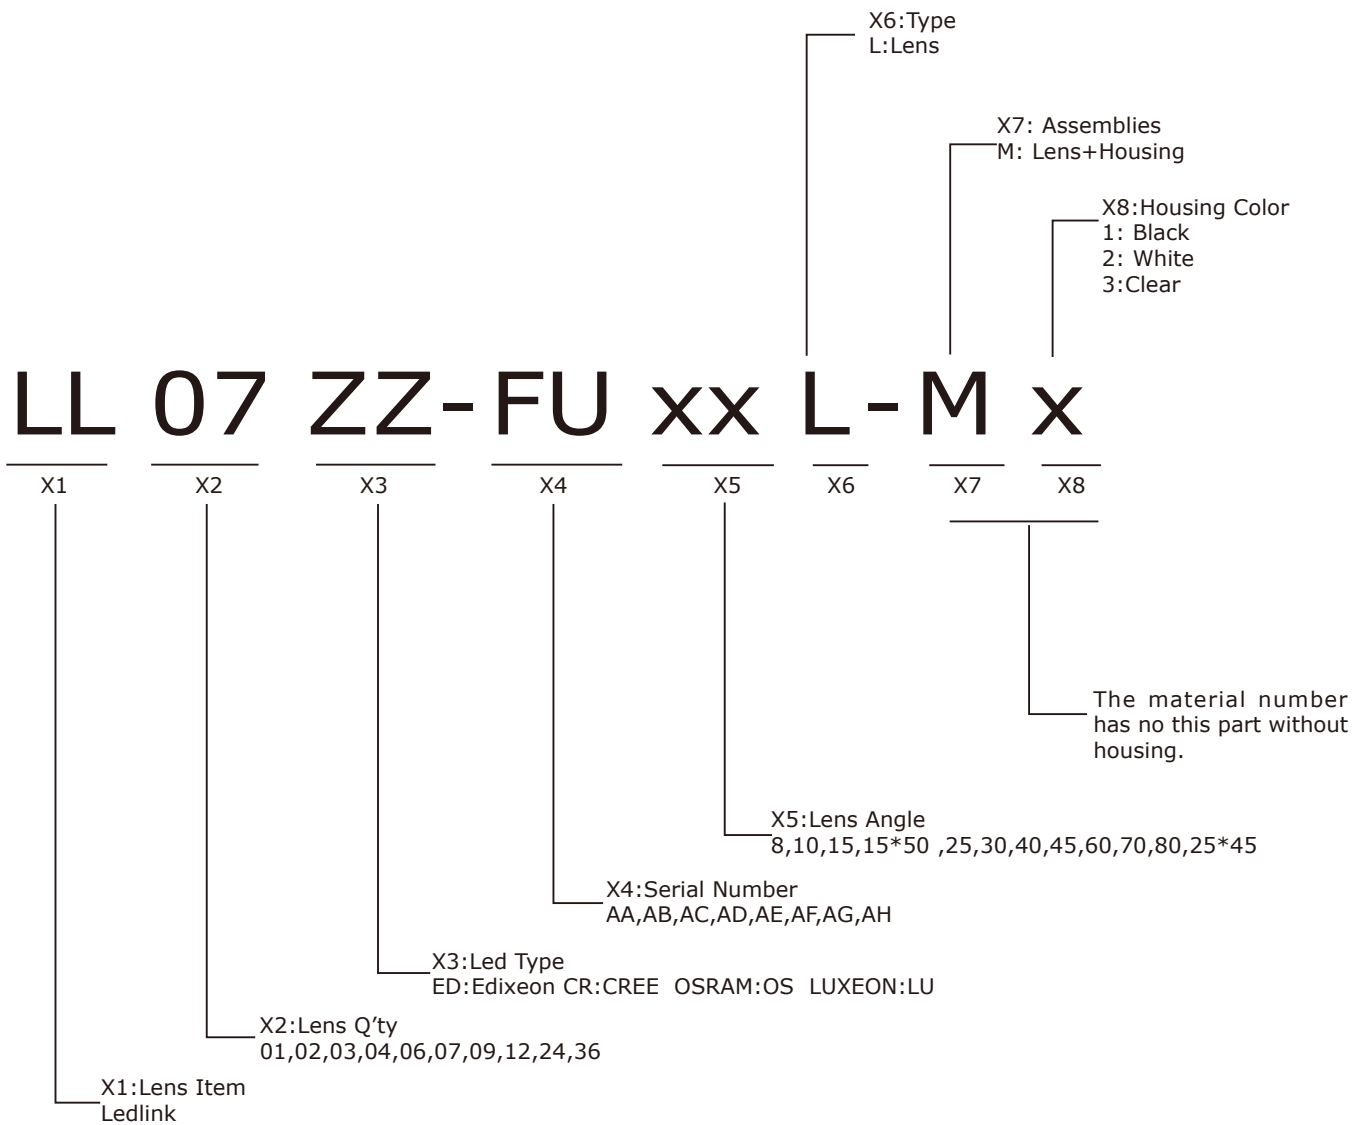 X6:Type
L:Lens
X7: Assemblies
M: Lens+Housing
X8:Housing Color
1: Black
2: White
3:Clear
LL 07 ZZ-FU xx L-M x
X1 X2 X3 X4 X5 X6 X7 X8
The material number
has no this part without
housing.
X5:Lens Angle
8,10,15,15*50 ,25,30,40,45,60,70,80,25*45
X4:Serial Number
AA,AB,AC,AD,AE,AF,AG,AH
X3:Led Type
ED:Edixeon CR:CREE  OSRAM:OS  LUXEON:LU
X2:Lens Q’ty
01,02,03,04,06,07,09,12,24,36
X1:Lens Item
Ledlink